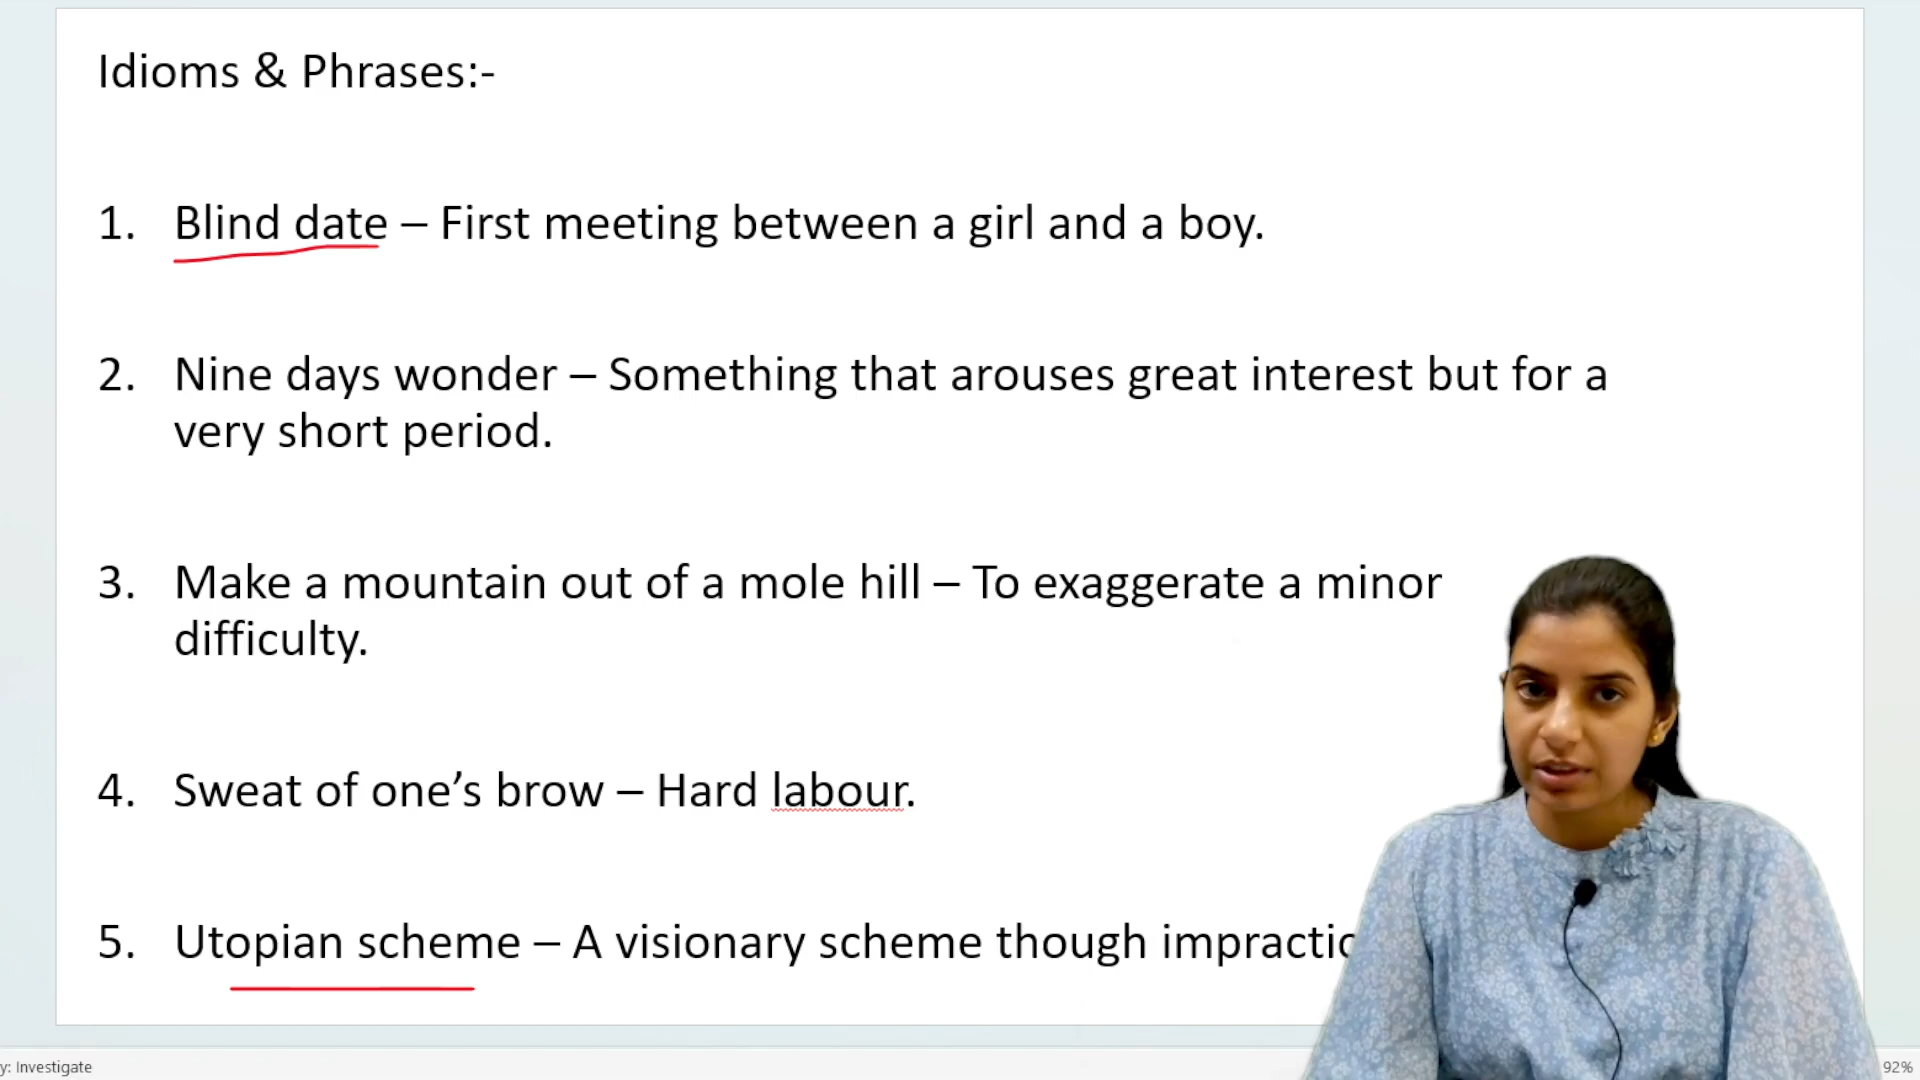 Idioms & Phrases:-
1. Blind date – First meeting between a girl and a boy.
2. Nine days wonder – Something that arouses great interest but for a
very short period.
3. Make a mountain out of a mole hill – To exaggerate a minor
difficulty.
4. Sweat of one’s brow – Hard labour.
5. Utopian scheme – A visionary scheme though
y: Investigate
92%